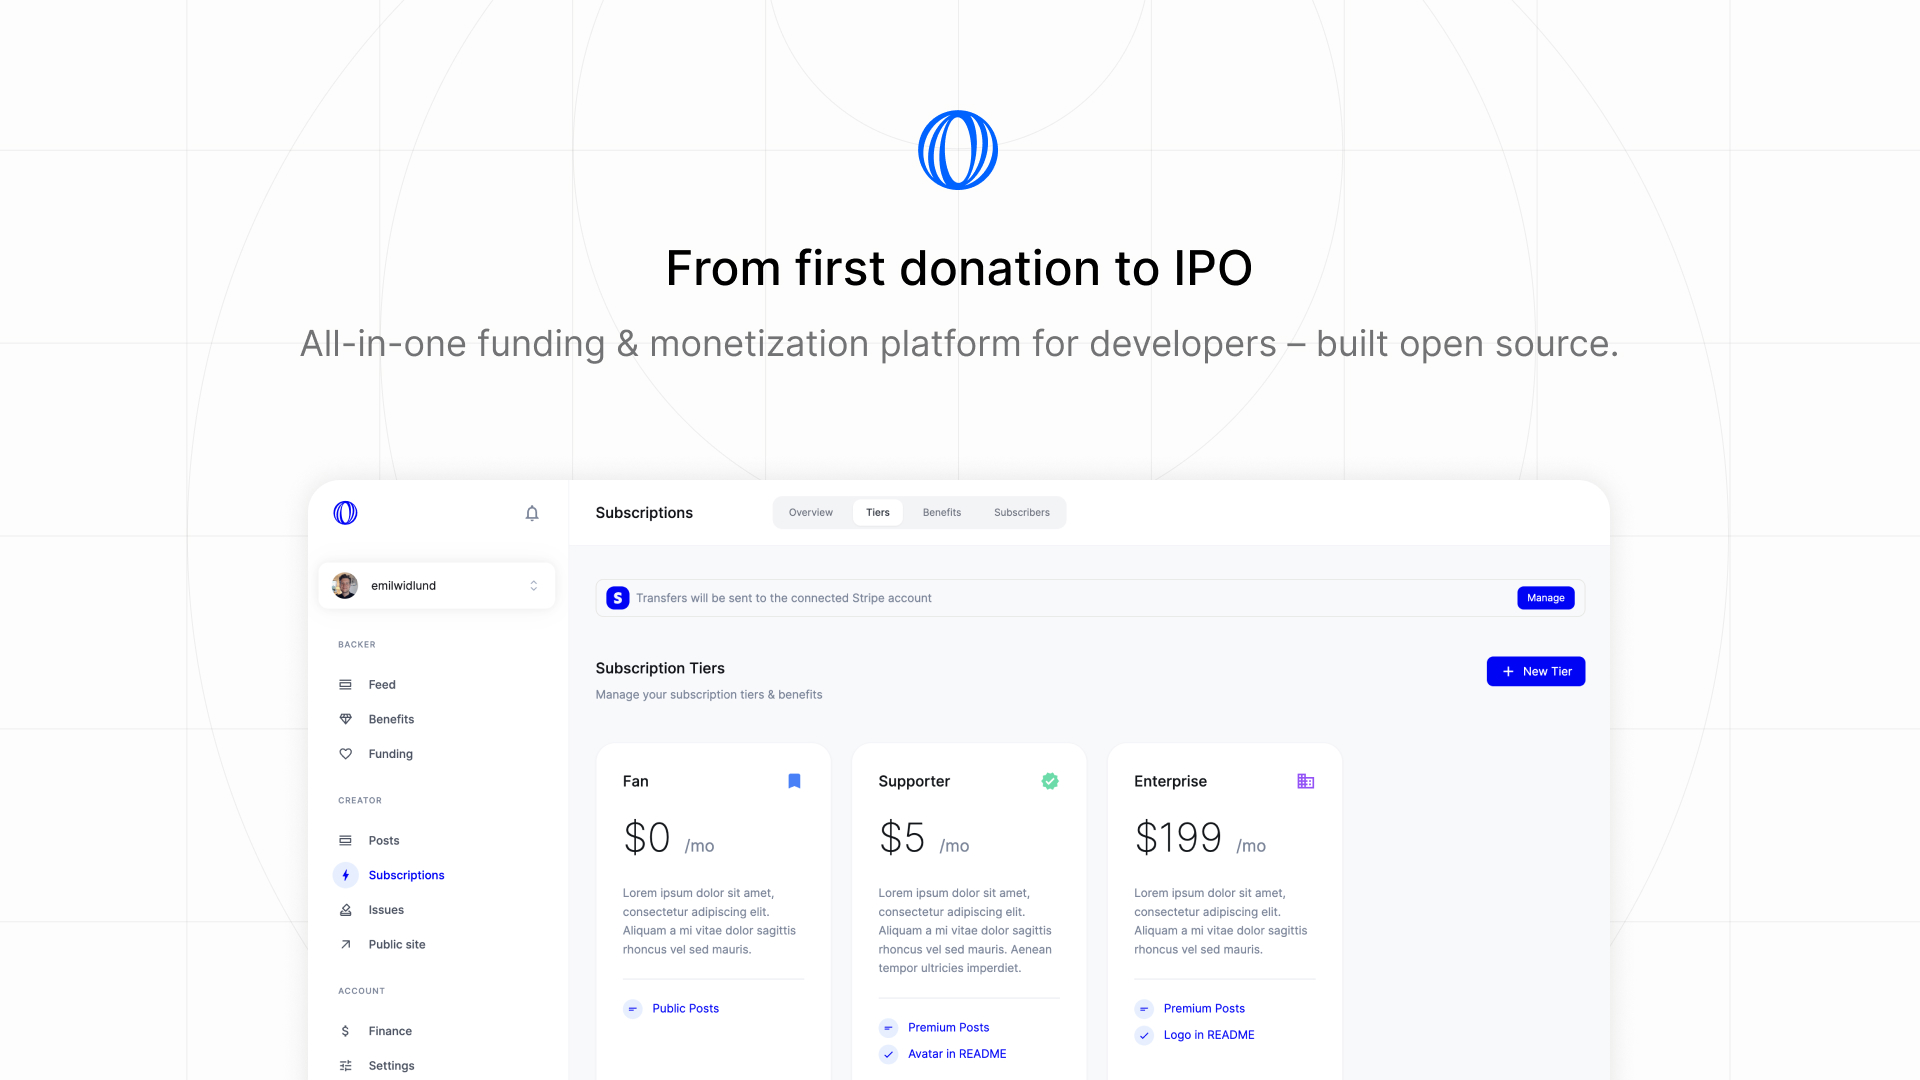 From first donation to IPO
All-in-one funding & monetization platform for developers – built open source.
emilwidlund
BACKER
Feed
Benefits
Funding
CREATOR
Posts
Subscriptions
Issues
Public site
ACCOUNT
Finance
Settings
Subscriptions
Overview
Tiers
Benefits
Subscribers
S
Transfers will be sent to the connected Stripe account
Manage
Subscription Tiers
Manage your subscription tiers & benefits
New Tier
Fan
$0 /mo
Lorem ipsum dolor sit amet,
consectetur adipiscing elit.
Aliquam a mi vitae dolor sagittis
rhoncus vel sed mauris.
Public Posts
Supporter
$5 /mo
Lorem ipsum dolor sit amet,
consectetur adipiscing elit.
Aliquam a mi vitae dolor sagittis
rhoncus vel sed mauris. Aenean
tempor ultricies imperdiet.
Premium Posts
Avatar in README
Enterprise
$199 /mo
Lorem ipsum dolor sit amet,
consectetur adipiscing elit.
Aliquam a mi vitae dolor sagittis
rhoncus vel sed mauris.
Premium Posts
Logo in README